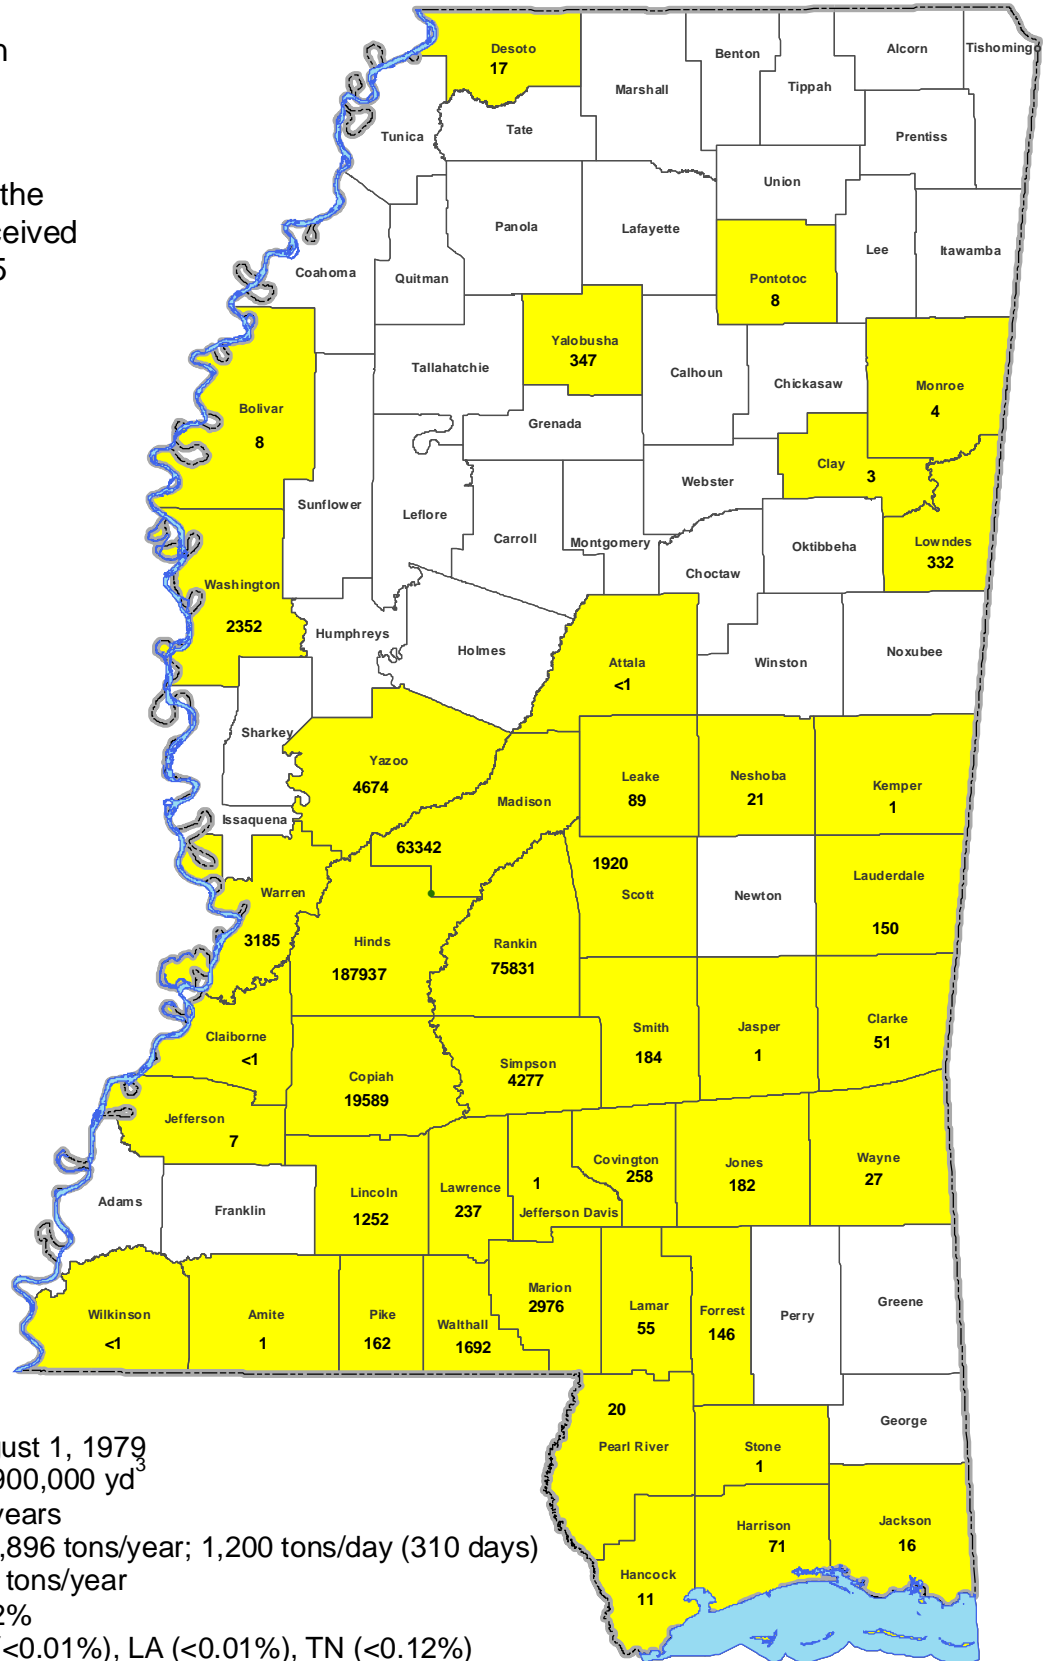 n
the
ceived
5
Desoto
17
Benton
Alcorn
Tishomingo
Marshall
Tippah
Tunica
Tate
Prentiss
Union
Panola
Lafayette
Lee
Itawamba
Coahoma
Quitman
Pontotoc
8
Yalobusha
347
Tallahatchie
Calhoun
Chickasaw
Monroe
4
Bolivar
8
Grenada
Clay
3
Webster
Sunflower
Leflore
Carroll
Montgomery
Oktibbeha
Lowndes
332
Choctaw
Washington
2352
Humphreys
Holmes
Attala
<1
Winston
Noxubee
Sharkey
Yazoo
4674
Madison
63342
Leake
89
Neshoba
21
Kemper
1
Issaquena
1920
Scott
Newton
Lauderdale
150
Warren
3185
Hinds
187937
Rankin
75831
Claiborne
<1
Copiah
19589
Simpson
4277
Smith
184
Jasper
1
Clarke
51
Jefferson
7
Adams
Franklin
Lincoln
1252
Lawrence
237
1
Jefferson Davis
Covington
258
Jones
182
Wayne
27
Wilkinson
<1
Amite
1
Pike
162
Walthall
1692
Marion
2976
Lamar
55
Forrest
146
Perry
Greene
20
Pearl River
Stone
1
George
Hancock
11
Harrison
71
Jackson
16
ust 1, 1979
900,000 yd³
years
,896 tons/year; 1,200 tons/day (310 days)
tons/year
2%
(<0.01%), LA (<0.01%), TN (<0.12%)